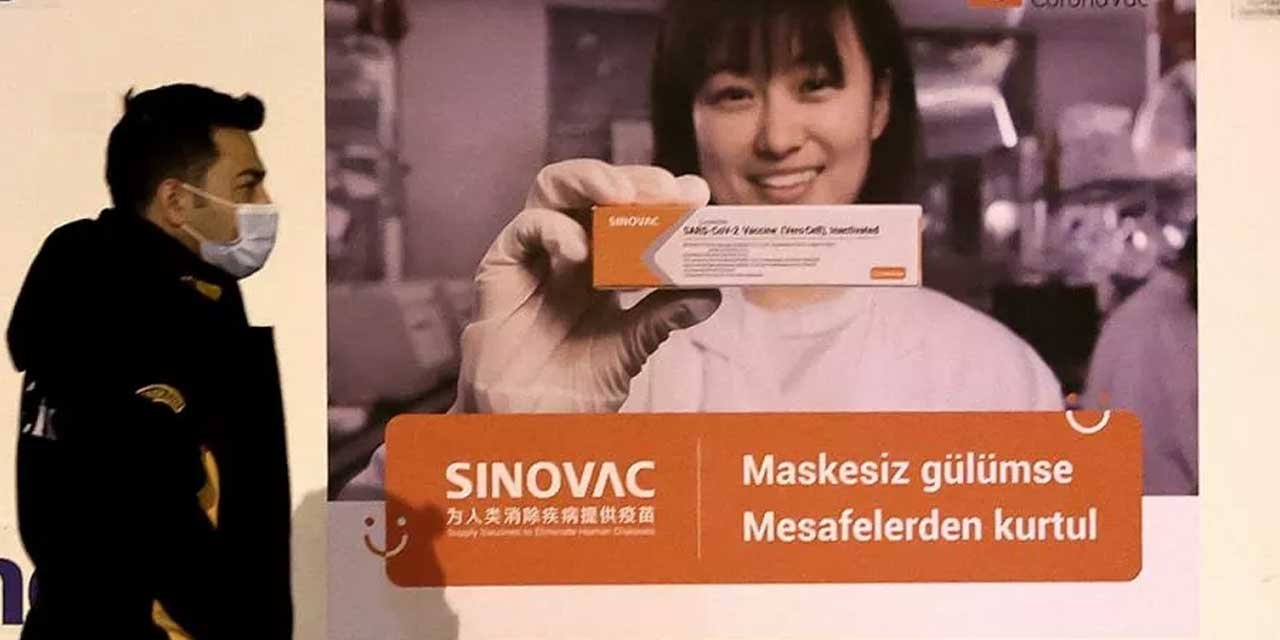 CoronaVac
SINOVAC
SARS-CoV-2 Vaccine (Vero Cell), Inactivated
SINOVAC
为人类消除疾病提供疫苗
Supply Vaccines to Eliminate Human Diseases
Maskesiz gülümse
Mesafelerden kurtul